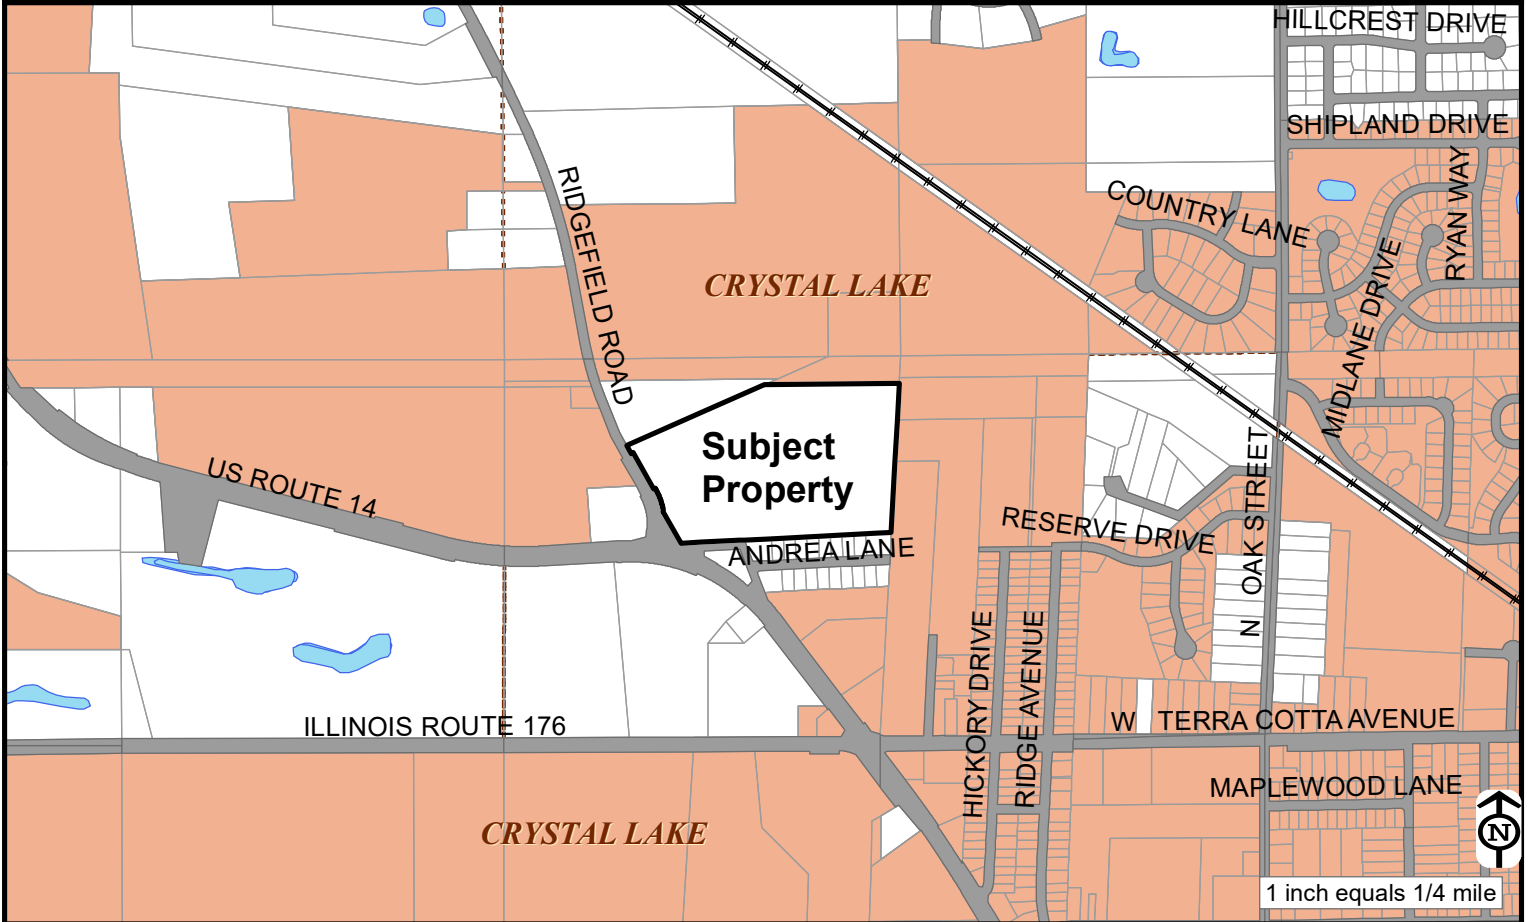 HILLCREST DRIVE
SHIPLAND DRIVE
RYAN WAY
COUNTRY LANE
RIDGEFIELD ROAD
MIDLANE DRIVE
CRYSTAL LAKE
Subject
Property
US ROUTE 14
N OAK STREET
RESERVE DRIVE
ANDREA LANE
HICKORY DRIVE
RIDGE AVENUE
ILLINOIS ROUTE 176
W TERRA COTTA AVENUE
MAPLEWOOD LANE
CRYSTAL LAKE
N
1 inch equals 1/4 mile